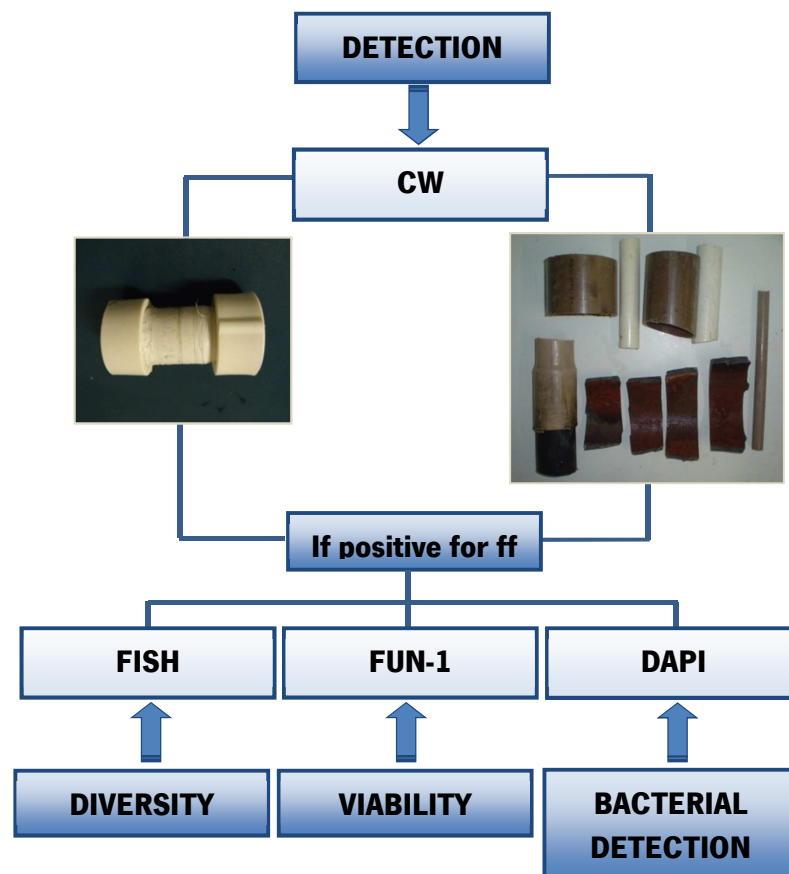 DETECTION
CW
If positive for ff
FISH
FUN-1
DAPI
DIVERSITY
VIABILITY
BACTERIAL
DETECTION